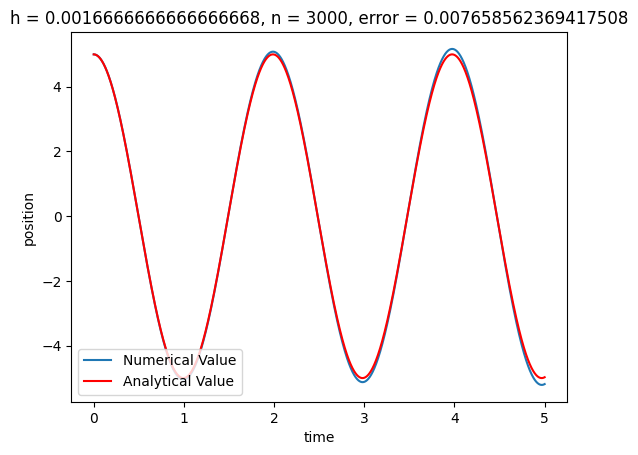 h = 0.0016666666666666668, n = 3000, error = 0.007658562369417508
position
4
2
0
−2
−4
Numerical Value
Analytical Value
0 1 2 3 4 5
time